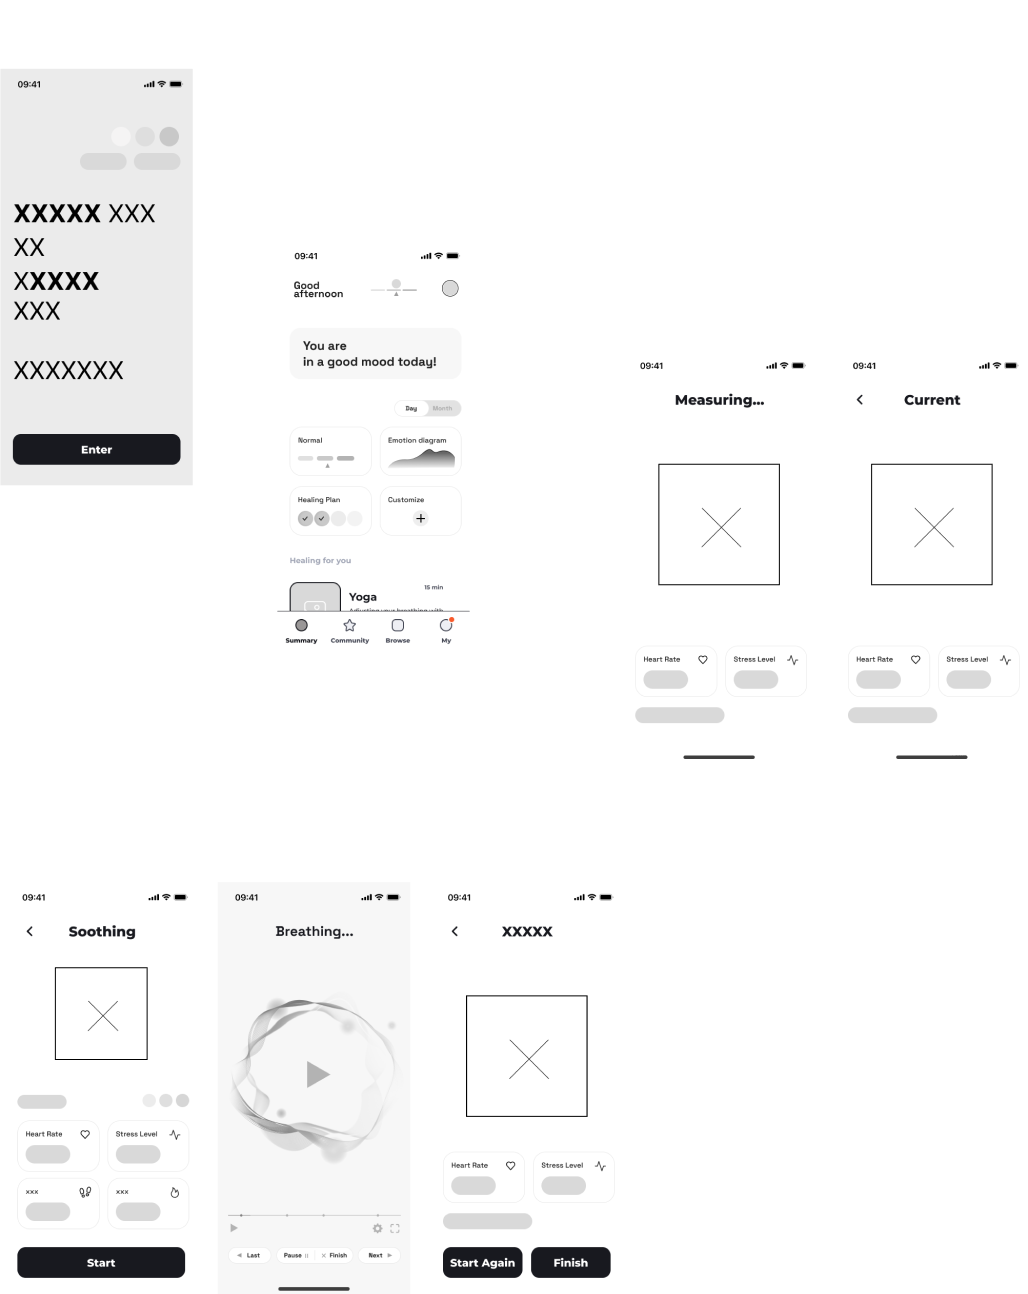 09:41
XXXXX XXX
XX
XXXXX
XXX
XXXXXXX
Enter
09:41
Good
afternoon
You are
in a good mood today!
Day Month
Normal
Emotion diagram
Healing Plan
Customize
Healing for you
15 min
Yoga
Adjusting your breathing with
Summary Community Browse My
09:41
Measuring...
Heart Rate
Stress Level
09:41
Current
Heart Rate
Stress Level
09:41
Soothing
Heart Rate
Stress Level
xxx
xxx
Start
09:41
Breathing...
Last Pause Finish Next
09:41
XXXXX
Heart Rate
Stress Level
Start Again
Finish